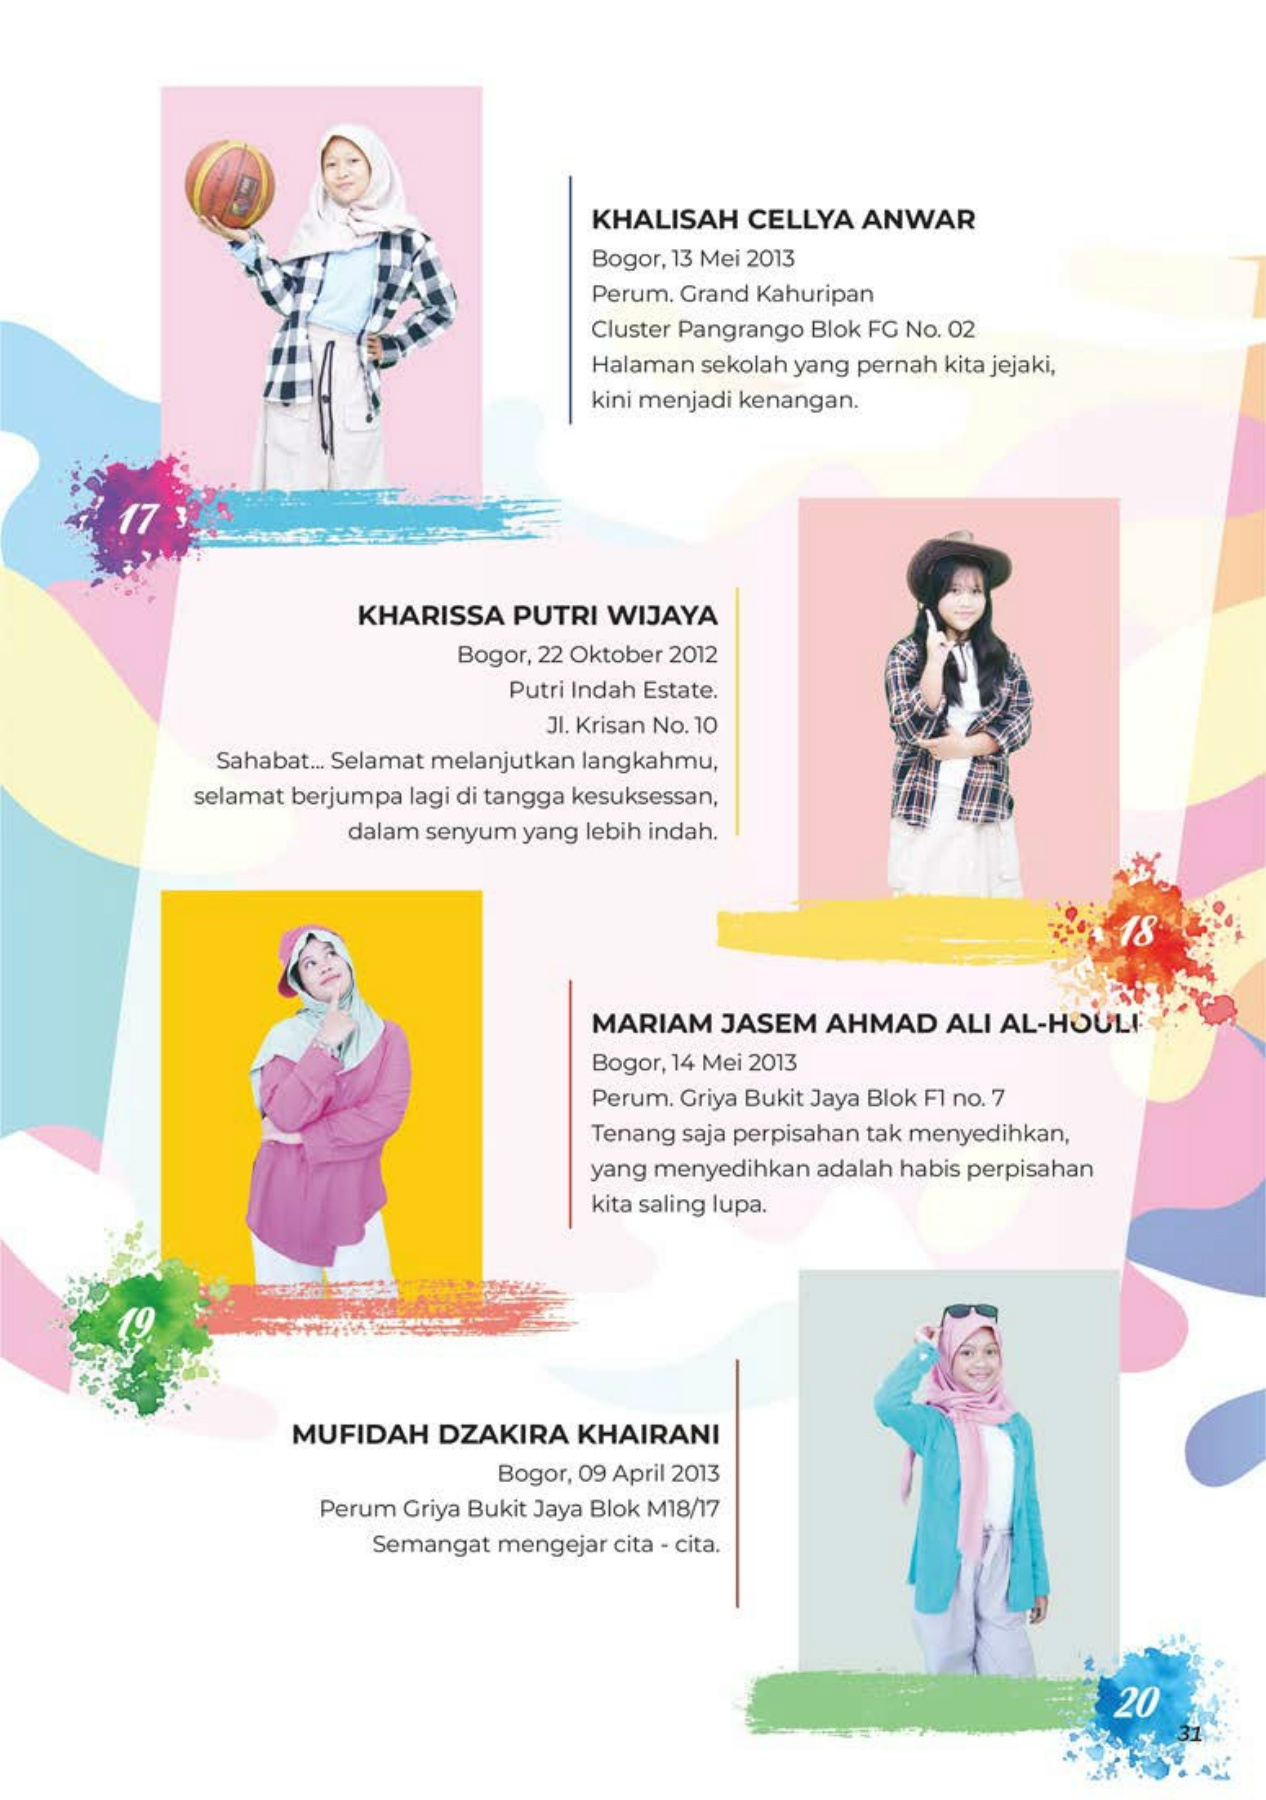 KHALISAH CELLYA ANWAR
Bogor, 13 Mei 2013
Perum. Grand Kahuripan
Cluster Pangrango Blok FG No. 02
Halaman sekolah yang pernah kita jejaki,
kini menjadi kenangan.
17
KHARISSA PUTRI WIJAYA
Bogor, 22 Oktober 2012
Putri Indah Estate.
Jl. Krisan No. 10
Sahabat... Selamat melanjutkan langkahmu,
selamat berjumpa lagi di tangga kesuksessan,
dalam senyum yang lebih indah.
18
MARIAM JASEM AHMAD ALI AL-HOULI
Bogor, 14 Mei 2013
Perum. Griya Bukit Jaya Blok F1 no. 7
Tenang saja perpisahan tak menyedihkan,
yang menyedihkan adalah habis perpisahan
kita saling lupa.
19
MUFIDAH DZAKIRA KHAIRANI
Bogor, 09 April 2013
Perum Griya Bukit Jaya Blok M18/17
Semangat mengejar cita - cita.
20
31